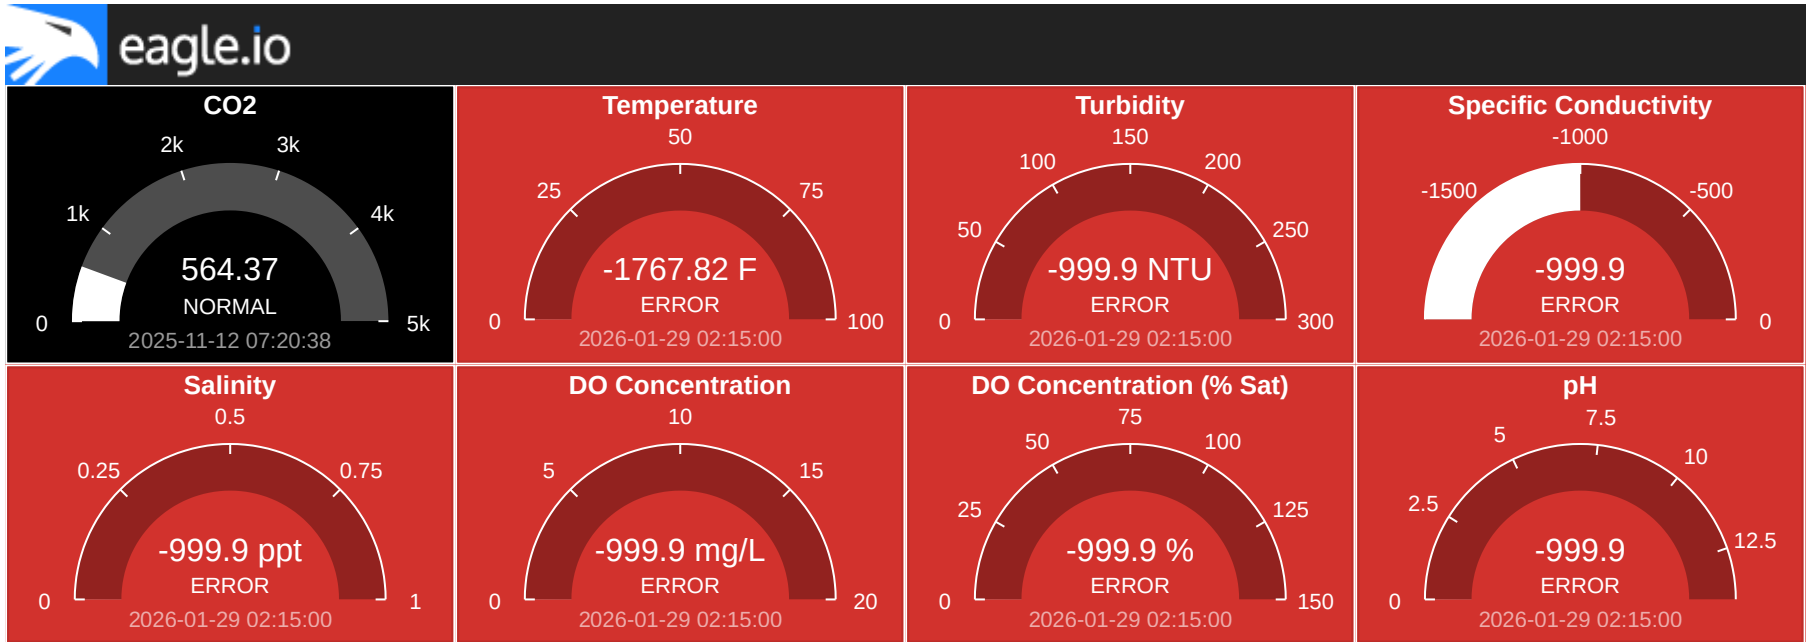 eagle.io
CO2
2k
3k
1k
4k
0
5k
564.37
NORMAL
2025-11-12 07:20:38
Temperature
50
25
75
0
100
-1767.82 F
ERROR
2026-01-29 02:15:00
Turbidity
150
100
200
50
250
0
300
-999.9 NTU
ERROR
2026-01-29 02:15:00
Specific Conductivity
-1000
-1500
-500
0
-999.9
ERROR
2026-01-29 02:15:00
Salinity
0.5
0.25
0.75
0
1
-999.9 ppt
ERROR
2026-01-29 02:15:00
DO Concentration
10
5
15
0
20
-999.9 mg/L
ERROR
2026-01-29 02:15:00
DO Concentration (% Sat)
75
50
100
25
125
0
150
-999.9 %
ERROR
2026-01-29 02:15:00
pH
7.5
5
10
2.5
12.5
0
-999.9
ERROR
2026-01-29 02:15:00